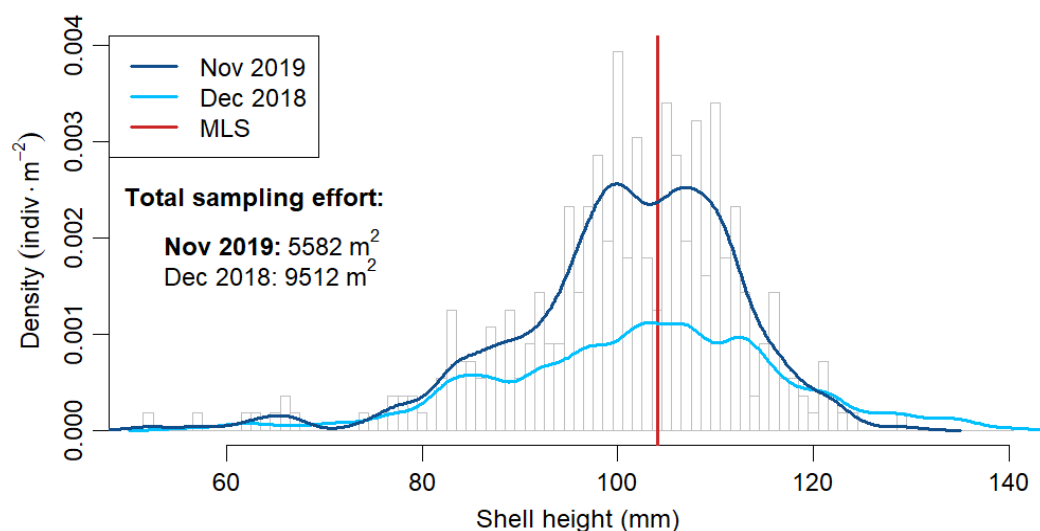 Nov 2019
Dec 2018
MLS
Total sampling effort:
Nov 2019: 5582 m²
Dec 2018: 9512 m²
Density (indiv·m⁻²)
0.004
0.003
0.002
0.001
0.000
60 80 100 120 140
Shell height (mm)